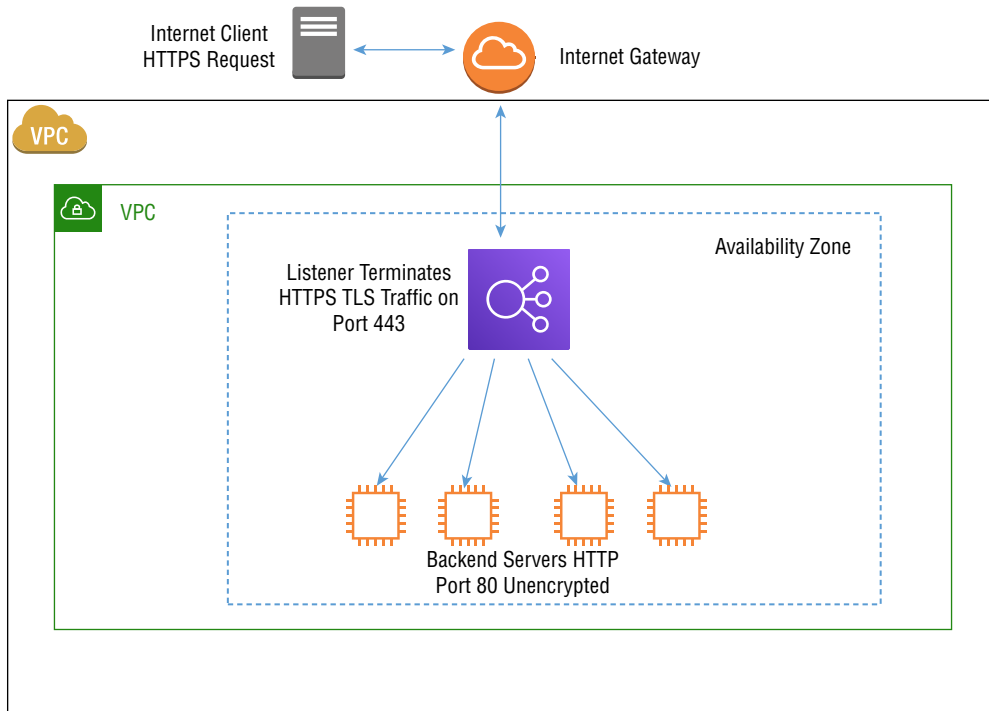 Internet Client
HTTPS Request
Internet Gateway
VPC
VPC
Availability Zone
Listener Terminates
HTTPS TLS Traffic on
Port 443
Backend Servers HTTP
Port 80 Unencrypted